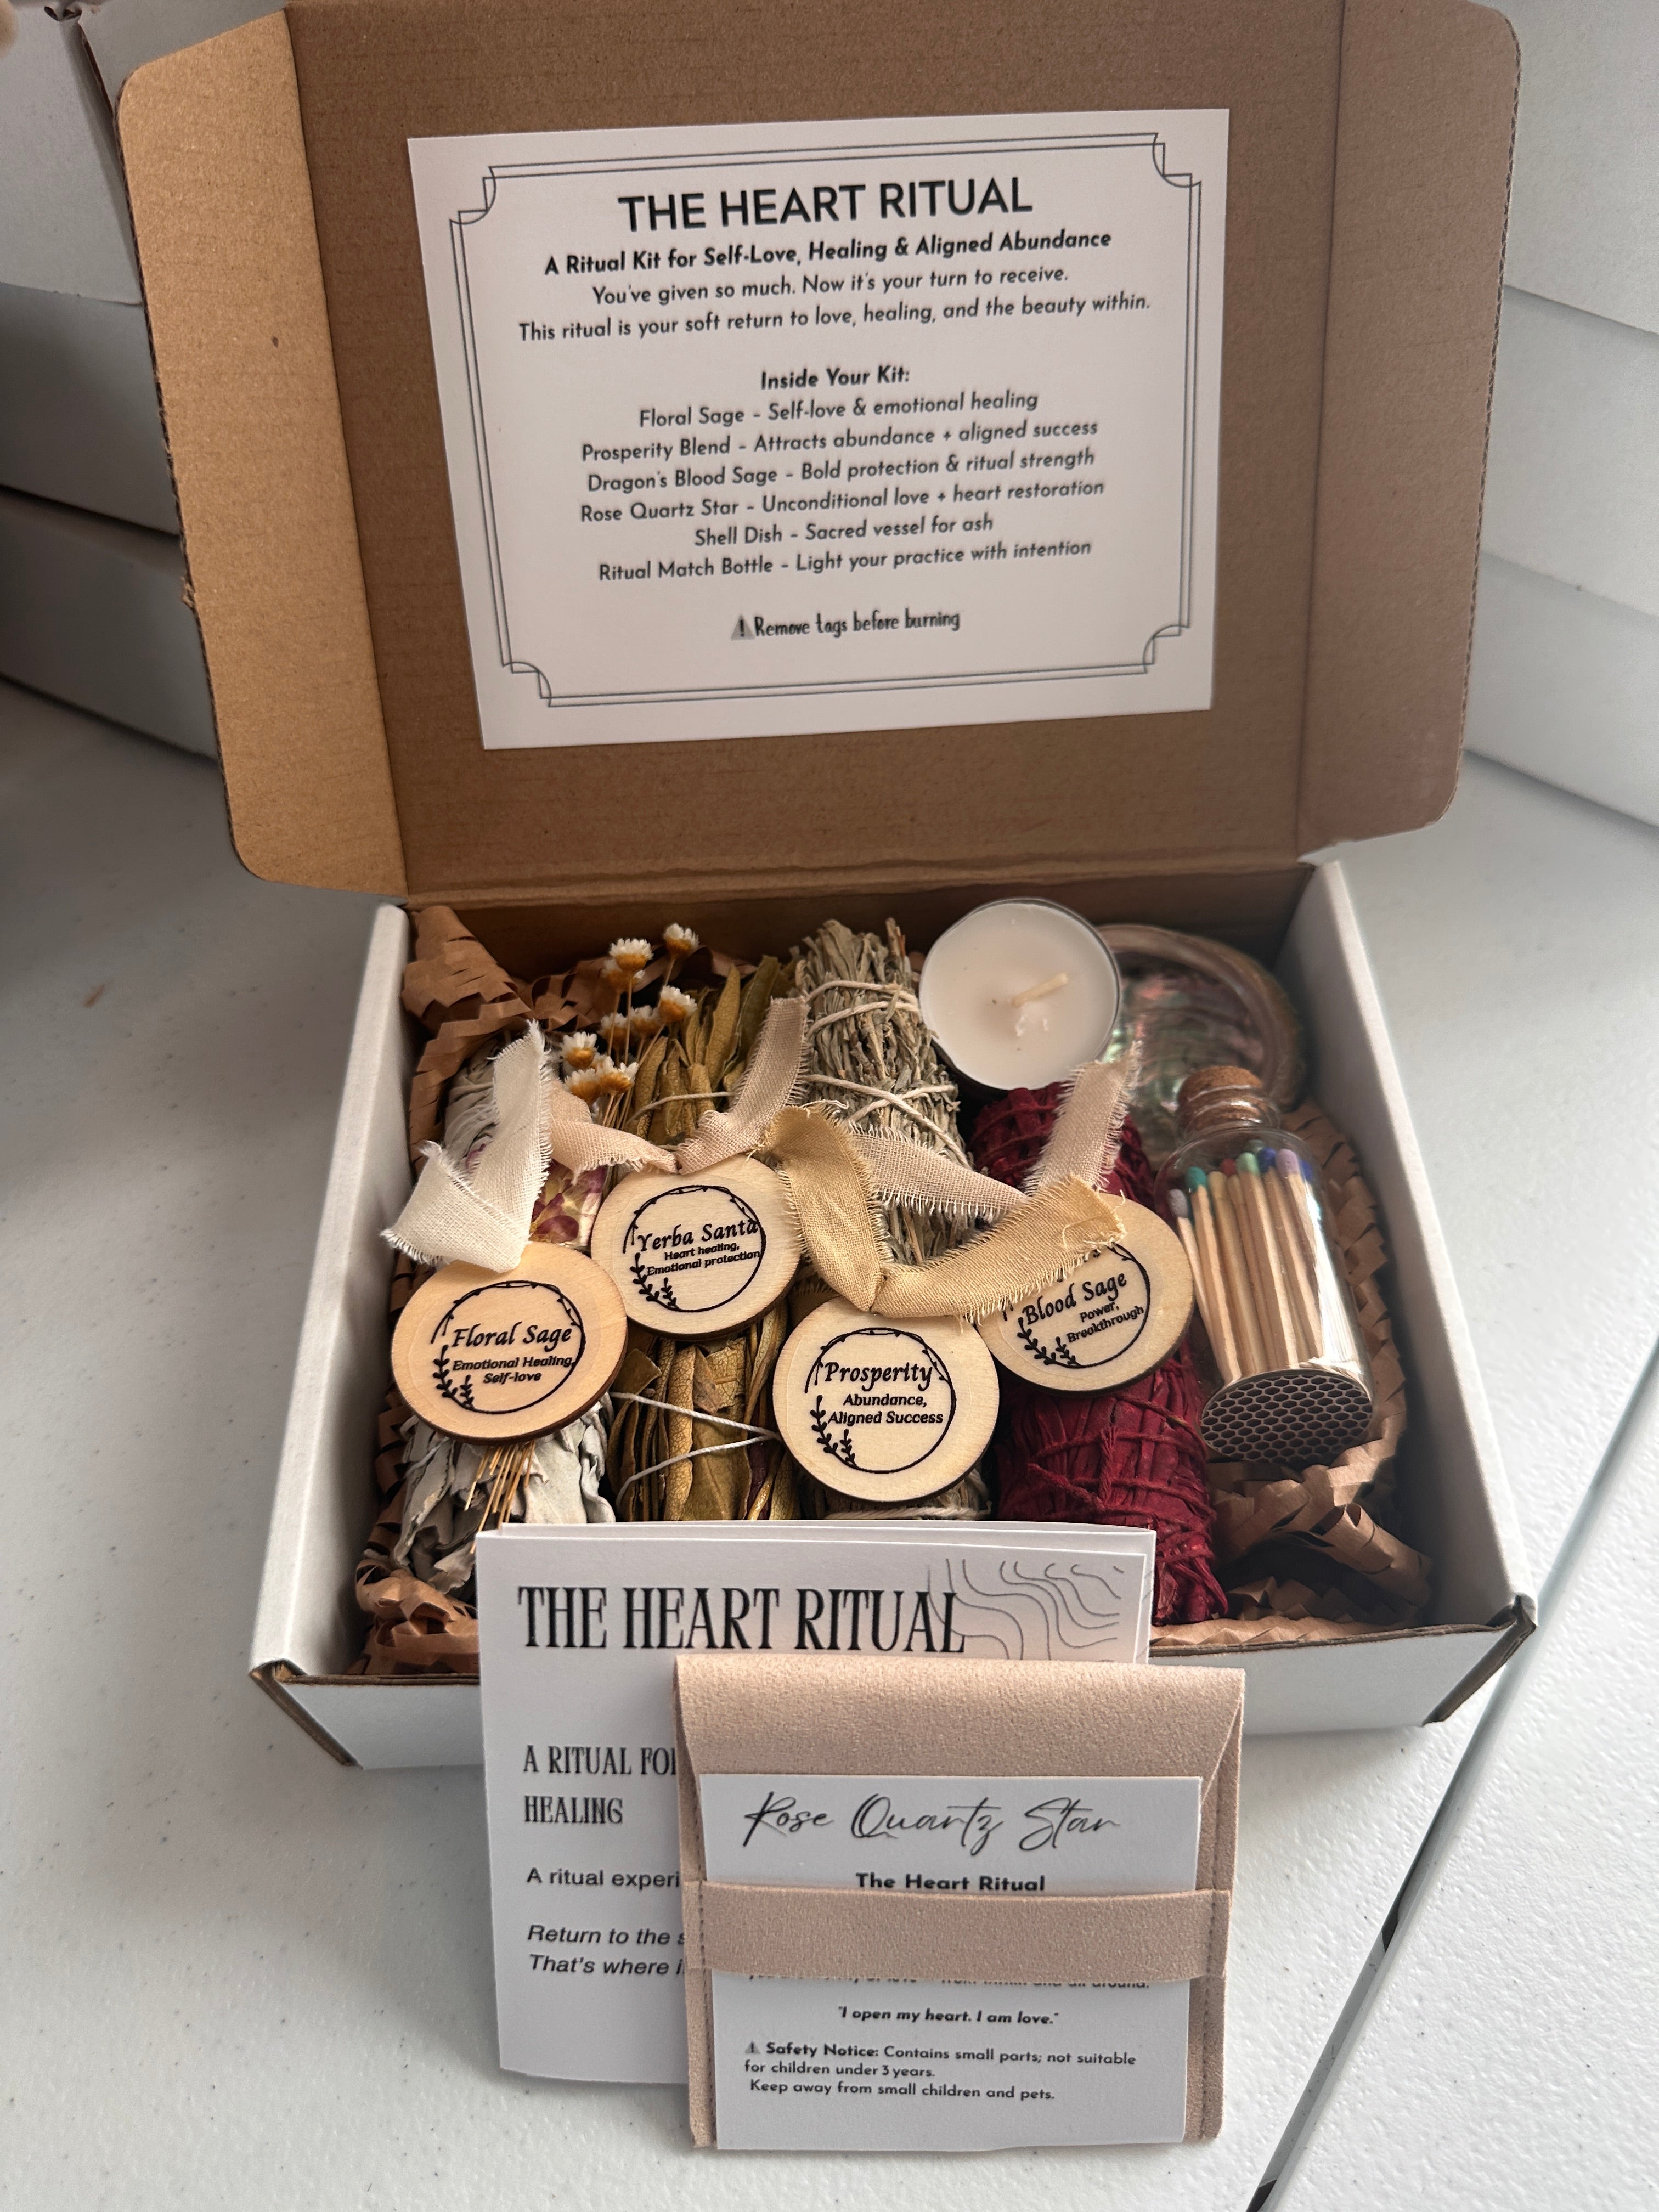 THE HEART RITUAL
A Ritual Kit for Self-Love, Healing & Aligned Abundance
You've given so much. Now it's your turn to receive.
This ritual is your soft return to love, healing, and the beauty within.
Inside Your Kit:
Floral Sage - Self-love & emotional healing
Prosperity Blend - Attracts abundance + aligned success
Dragon's Blood Sage - Bold protection & ritual strength
Rose Quartz Star - Unconditional love + heart restoration
Shell Dish - Sacred vessel for ash
Ritual Match Bottle - Light your practice with intention
⚠Remove tags before burning
Yerba Santa
Heart healing,
Emotional protection
Floral Sage
Emotional Healing,
Self-love
Prosperity
Abundance,
Aligned Success
Blood Sage
Power,
Breakthrough
THE HEART RITUAL
A RITUAL
HEALING
A ritual
Return to the
That's where
Rose Quartz Star
The Heart Ritual
from within and all around.
"I open my heart. I am love."
⚠ Safety Notice: Contains small parts; not suitable
for children under 3 years.
Keep away from small children and pets.